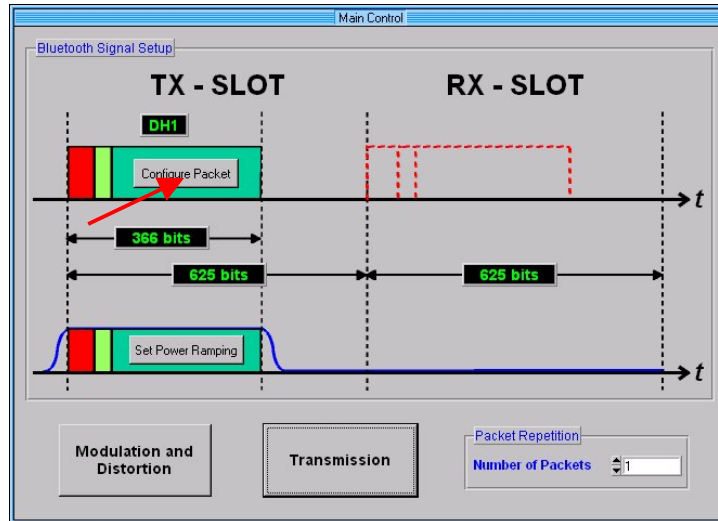 Main Control
Bluetooth Signal Setup
TX - SLOT
RX - SLOT
DH1
Configure Packet
t
366 bits
625 bits
625 bits
Set Power Ramping
t
Modulation and
Distortion
Transmission
Packet Repetition
Number of Packets
1